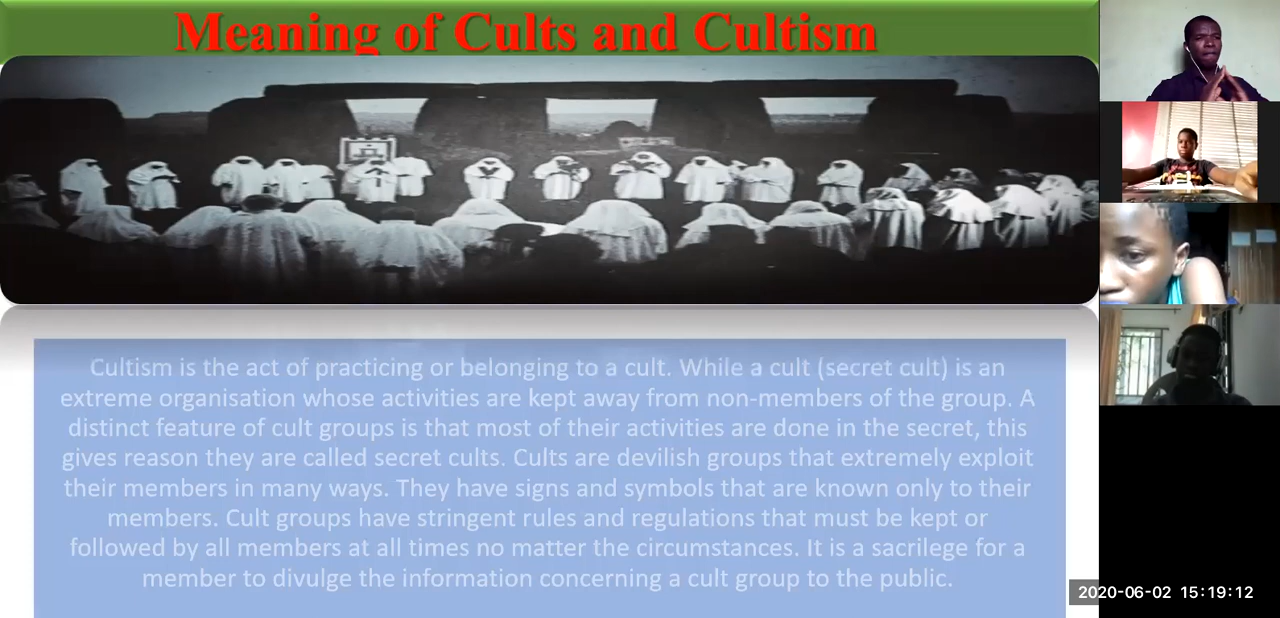 Meaning of Cults and Cultism
Cultism is the act of practicing or belonging to a cult. While a cult (secret cult) is an
extreme organisation whose activities are kept away from non-members of the group. A
distinct feature of cult groups is that most of their activities are done in the secret, this
gives reason they are called secret cults. Cults are devilish groups that extremely exploit
their members in many ways. They have signs and symbols that are known only to their
members. Cult groups have stringent rules and regulations that must be kept or
followed by all members at all times no matter the circumstances. It is a sacrilege for a
member to divulge the information concerning a cult group to the public.
2020-06-02 15:19:12